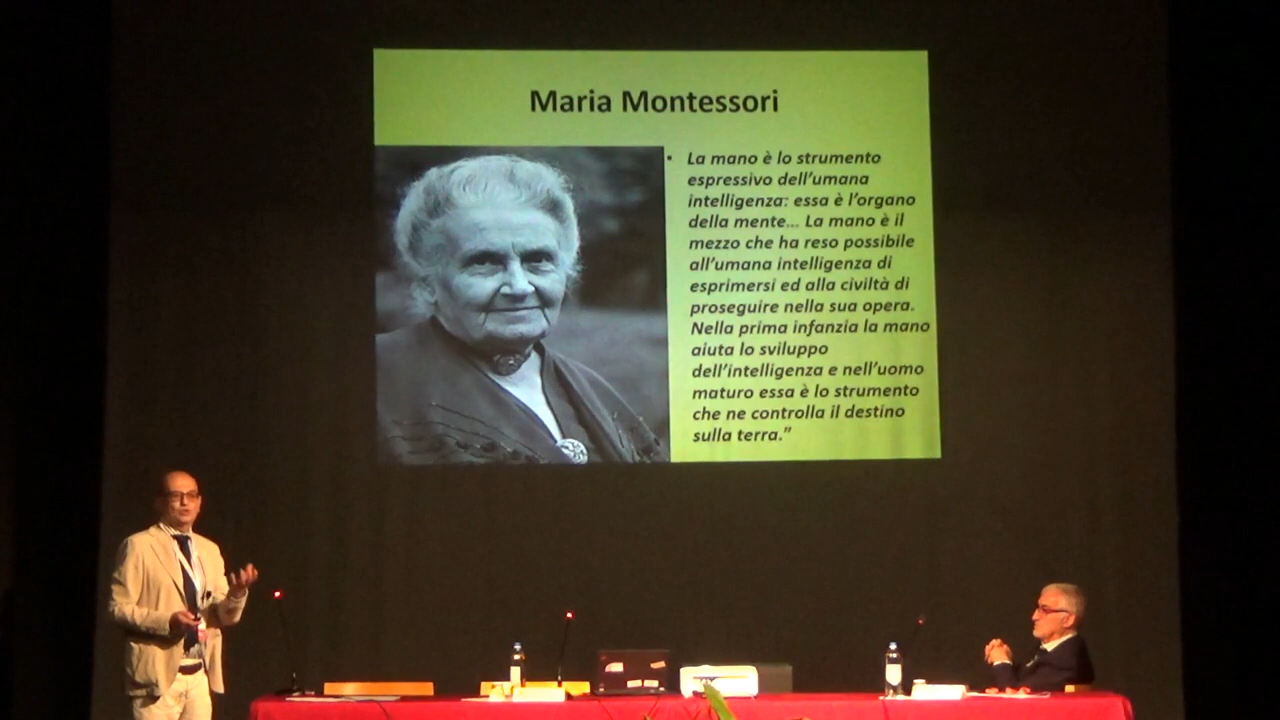 Maria Montessori
• La mano è lo strumento
espressivo dell'umana
intelligenza: essa è l'organo
della mente... La mano è il
mezzo che ha reso possibile
all'umana intelligenza di
esprimersi ed alla civiltà di
proseguire nella sua opera.
Nella prima infanzia la mano
aiuta lo sviluppo
dell'intelligenza e nell'uomo
maturo essa è lo strumento
che ne controlla il destino
sulla terra.”